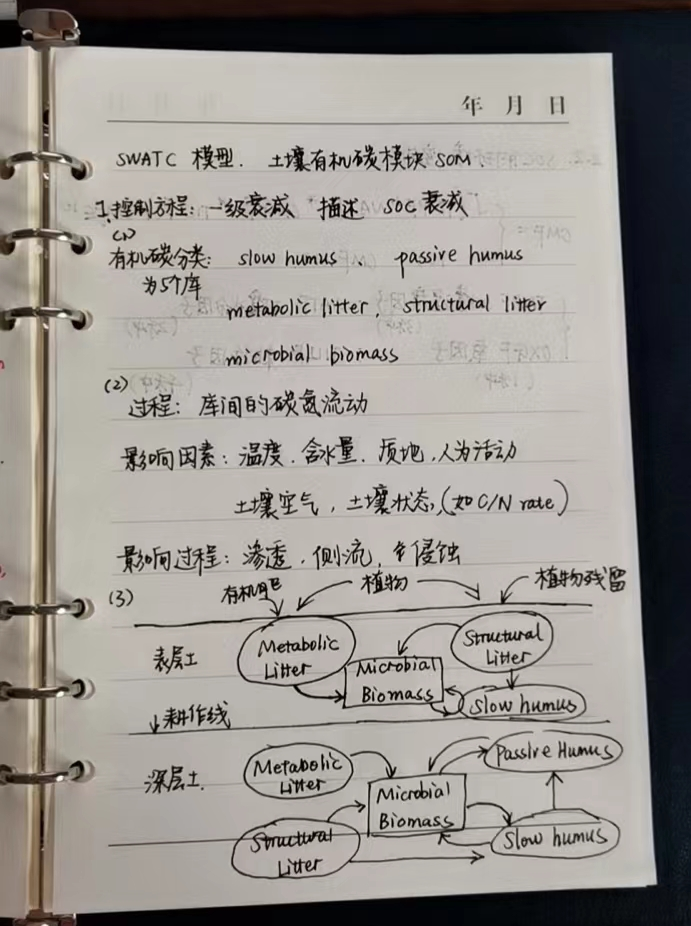 年 月 日
SWATC 模型. 土壤有机碳模块 SOM.
1. 控制方程: 一级衰减 描述 SOC 衰减
(1)
有机碳分类: slow humus 、 passive humus
为5个库
metabolic litter, structural litter
microbial biomass
(2)
过程: 库间的碳氮流动
影响因素: 温度. 含水量. 质地, 人为活动
土壤空气, 土壤状态, (如 C/N rate)
影响过程: 渗透. 侧流, 侵蚀
(3) 有机肥 植物 植物残留
表层土 Metabolic Litter Microbial Biomass Structural Litter
slow humus
↓耕作线
深层土. Metabolic Litter Microbial Biomass Passive Humus
Structural Litter slow humus